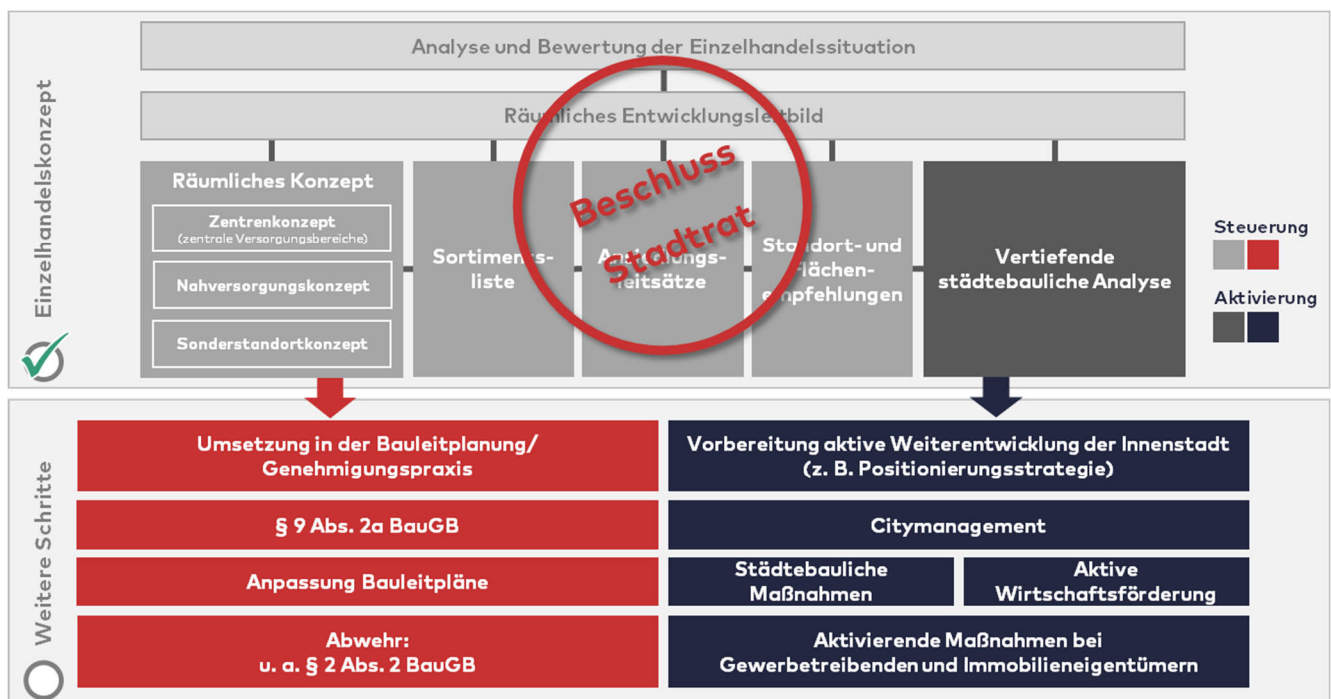 Einzelhandelskonzept
Analyse und Bewertung der Einzelhandelssituation
Räumliches Entwicklungsleitbild
Räumliches Konzept
Zentrenkonzept
(zentrale Versorgungsbereiche)
Nahversorgungskonzept
Sonderstandortkonzept
Sortiments-
liste
leitsätze
Standort- und
Flächen-
empfehlungen
Vertiefende
städtebauliche Analyse
Beschluss
Stadtrat
Steuerung
Aktivierung
Weitere Schritte
Umsetzung in der Bauleitplanung/
Genehmigungspraxis
§ 9 Abs. 2a BauGB
Anpassung Bauleitpläne
Abwehr:
u. a. § 2 Abs. 2 BauGB
Vorbereitung aktive Weiterentwicklung der Innenstadt
(z. B. Positionierungsstrategie)
Citymanagement
Städtebauliche
Maßnahmen
Aktive
Wirtschaftsförderung
Aktivierende Maßnahmen bei
Gewerbetreibenden und Immobilieneigentümern